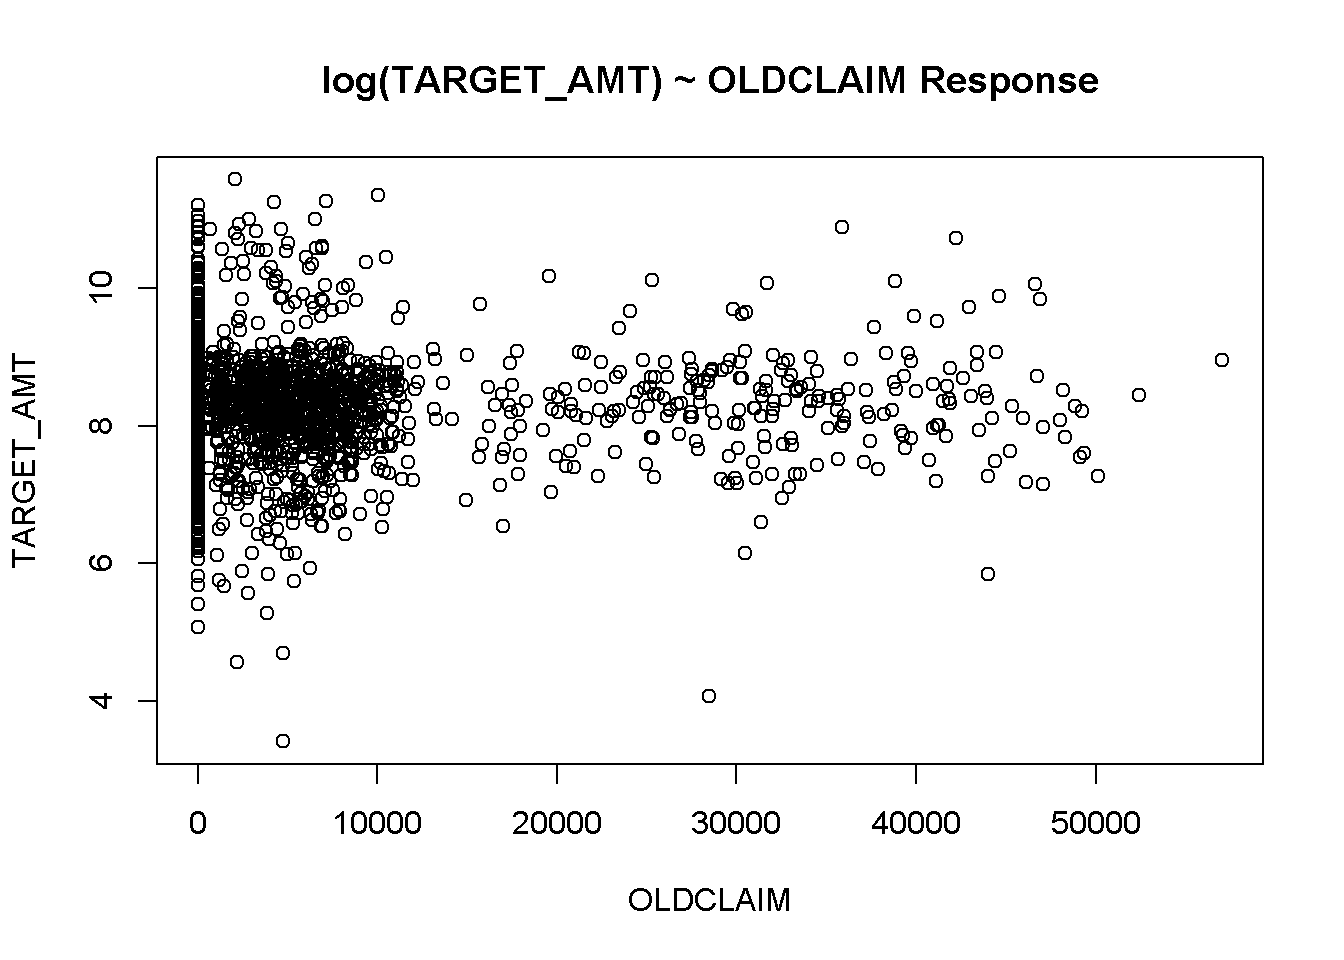 log(TARGET_AMT) ~ OLDCLAIM Response
TARGET_AMT
10
8
6
4
0 10000 20000 30000 40000 50000
OLDCLAIM